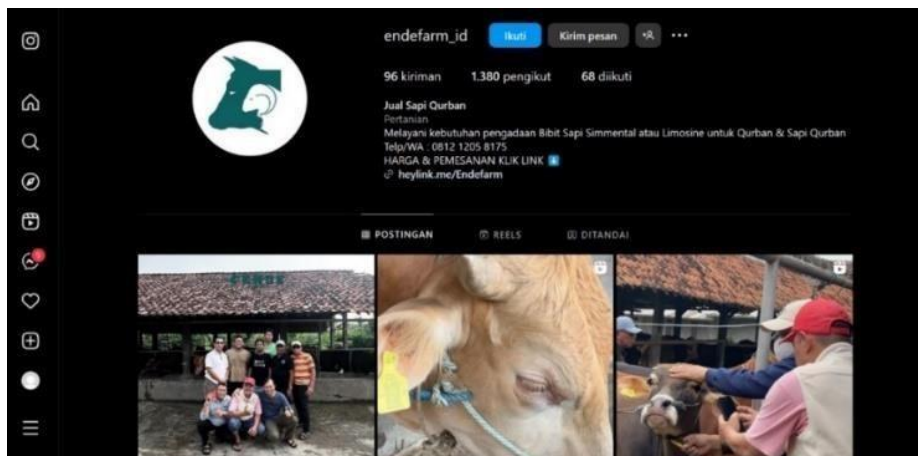 endefarm_id Ikuti Kirim pesan
96 kiriman 1.380 pengikut 68 diikuti
Jual Sapi Qurban
Pertanian
Melayani kebutuhan pengadaan Bibit Sapi Simmental atau Limosine untuk Qurban & Sapi Qurban
Telp/WA : 0812 1205 8175
HARGA & PEMESANAN KLIK LINK
heylink.me/Endefarm
POSTINGAN REELS DITANDAI